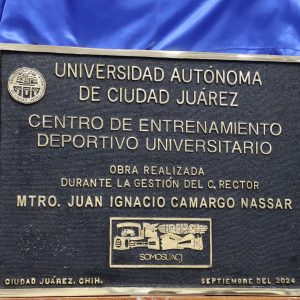 UNIVERSIDAD AUTÓNOMA
DE CIUDAD JUÁREZ
CENTRO DE ENTRENAMIENTO
DEPORTIVO UNIVERSITARIO
OBRA REALIZADA
DURANTE LA GESTIÓN DEL C. RECTOR
MTRO. JUAN IGNACIO CAMARGO NASSAR
SOMOSUACJ
CIUDAD JUÁREZ, CHIH.
SEPTIEMBRE DEL 2024